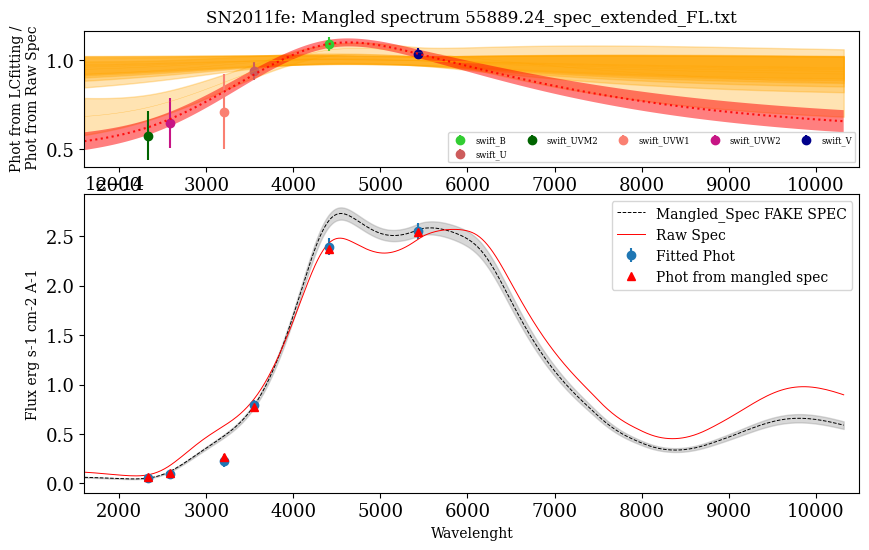 SN2011fe: Mangled spectrum 55889.24_spec_extended_FL.txt
Phot from LCfitting /
Phot from Raw Spec
1.0
0.5
swift_B
swift_UVM2
swift_UVW1
swift_UVW2
swift_V
swift_U
2000 3000 4000 5000 6000 7000 8000 9000 10000
1e−14
Mangled_Spec FAKE SPEC
Raw Spec
Fitted Phot
Phot from mangled spec
Flux erg s-1 cm-2 A-1
2.5
2.0
1.5
1.0
0.5
0.0
2000 3000 4000 5000 6000 7000 8000 9000 10000
Wavelenght